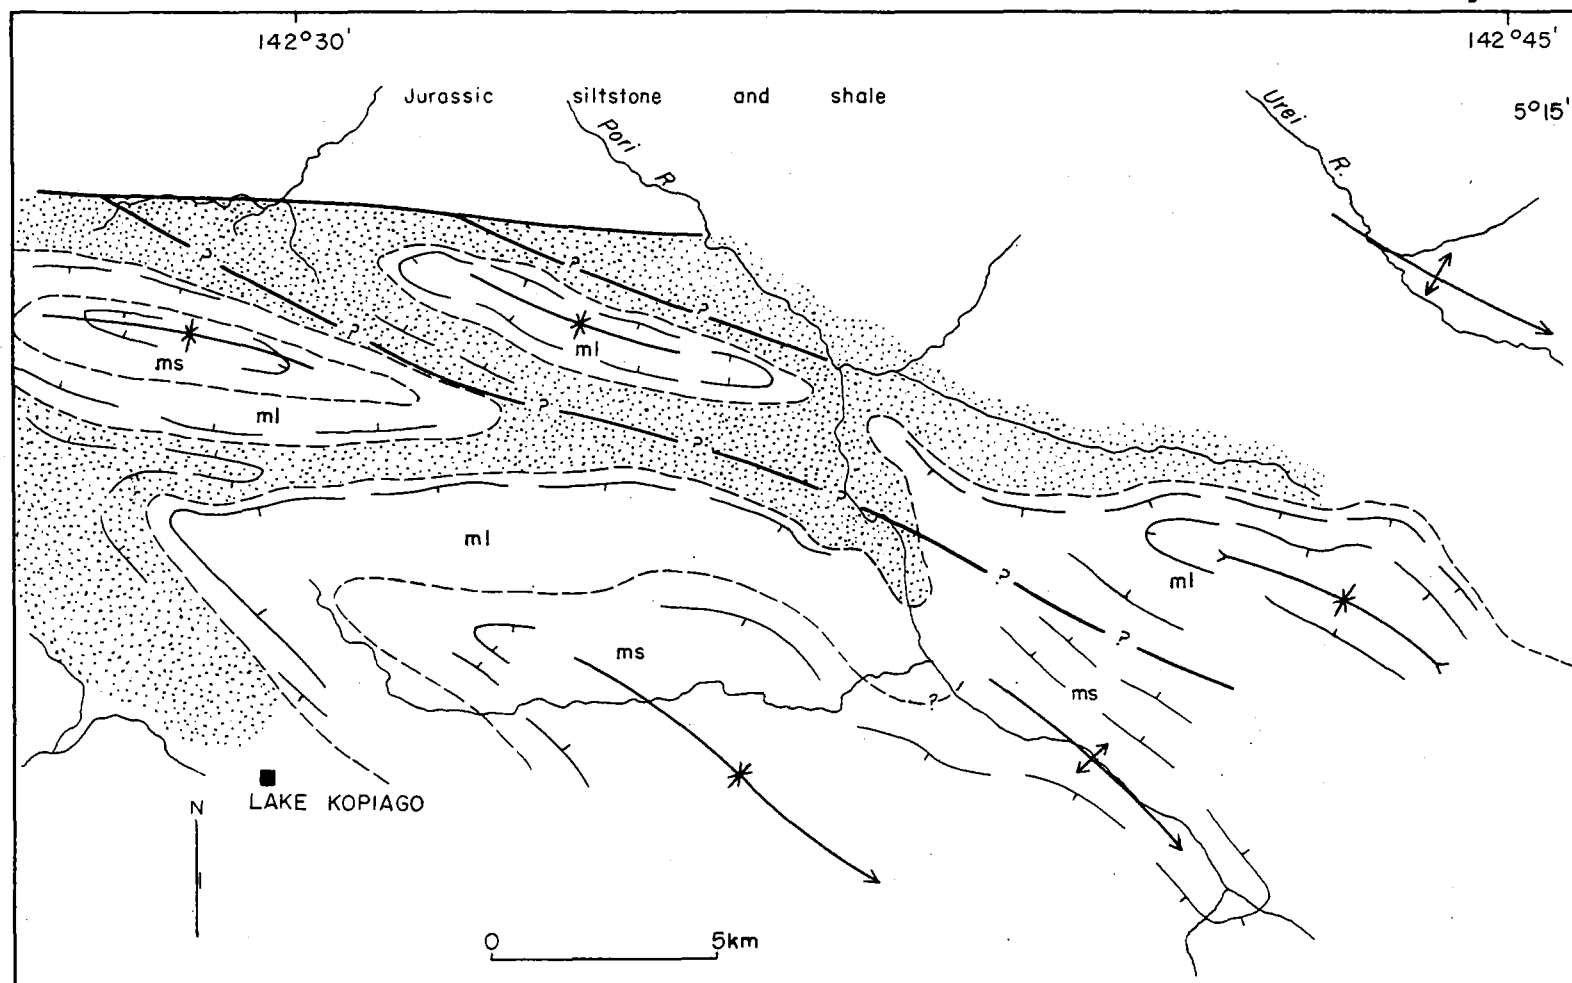 142°30'
142°45'
Jurassic siltstone and shale
5°15'
Pori R
Urei R.
?
?
?
?
ms
ml
ml
?
?
?
ml
ml
?
?
ms
ms
?
N
LAKE KOPIAGO
0 5km